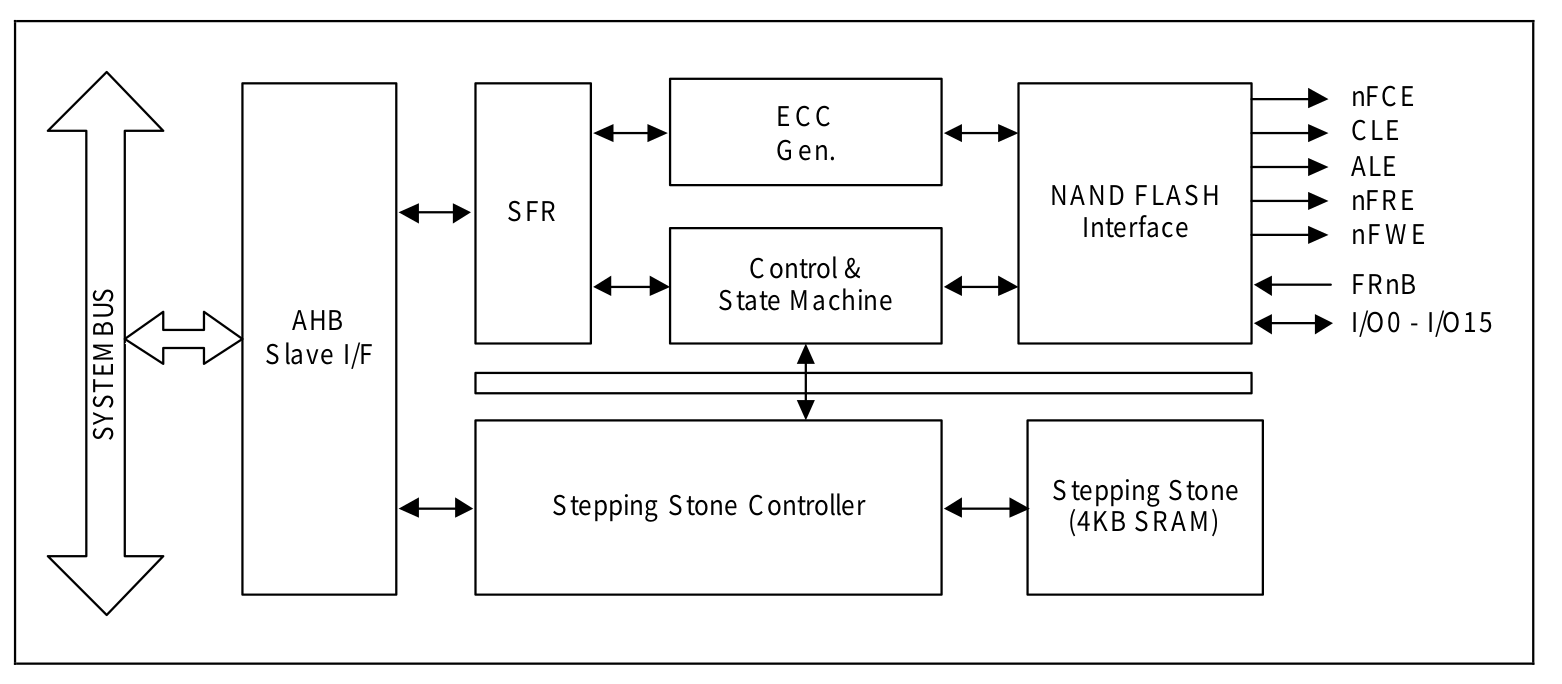 SYSTEM BUS
AHB
Slave I/F
SFR
ECC
Gen.
Control &
State Machine
NAND FLASH
Interface
nFCE
CLE
ALE
nFRE
nFWE
FRnB
I/O0 - I/O15
Stepping Stone Controller
Stepping Stone
(4KB SRAM)